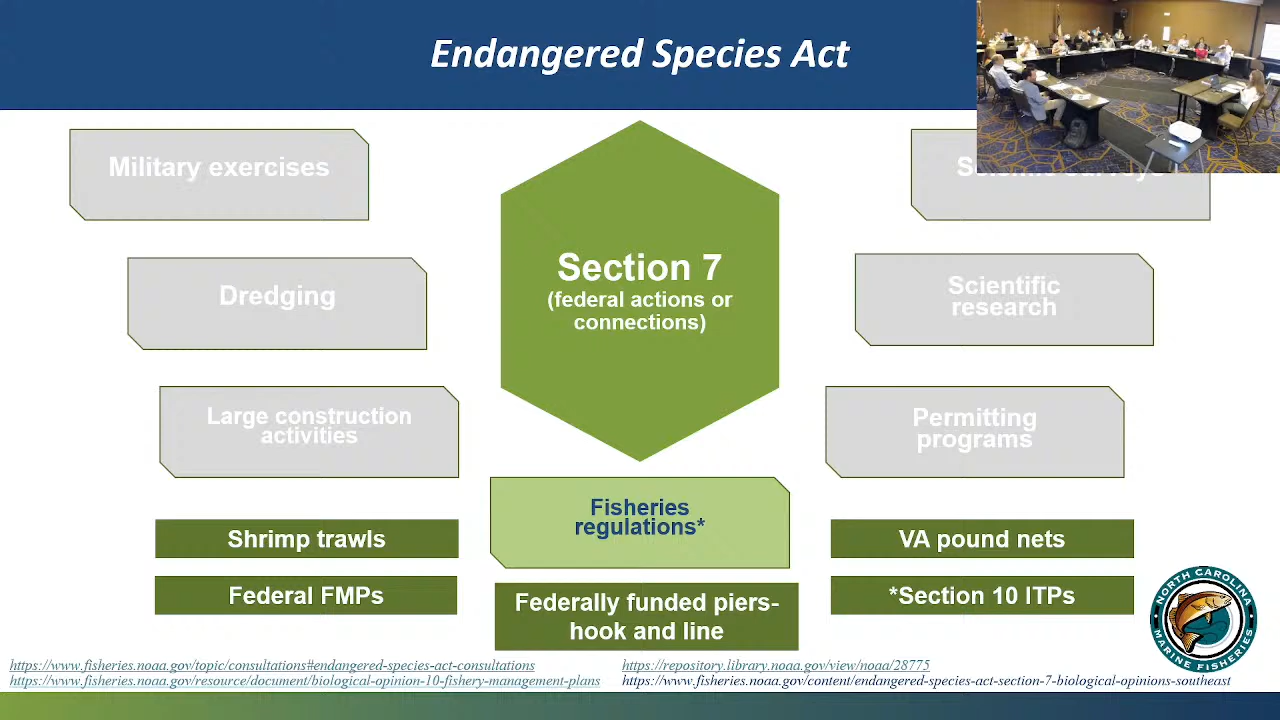 Endangered Species Act
Military exercises
Section 7
(federal actions or
connections)
Dredging
Scientific
research
Large construction
activities
Permitting
programs
Fisheries
regulations*
Shrimp trawls
VA pound nets
Federal FMPs
Federally funded piers-
hook and line
*Section 10 ITPs
NORTH CAROLINA
MARINE FISHERIES
https://www.fisheries.noaa.gov/topic/consultations#endangered-species-act-consultations
https://repository.library.noaa.gov/view/noaa/28775
https://www.fisheries.noaa.gov/resource/document/biological-opinion-10-fishery-management-plans
https://www.fisheries.noaa.gov/content/endangered-species-act-section-7-biological-opinions-southeast